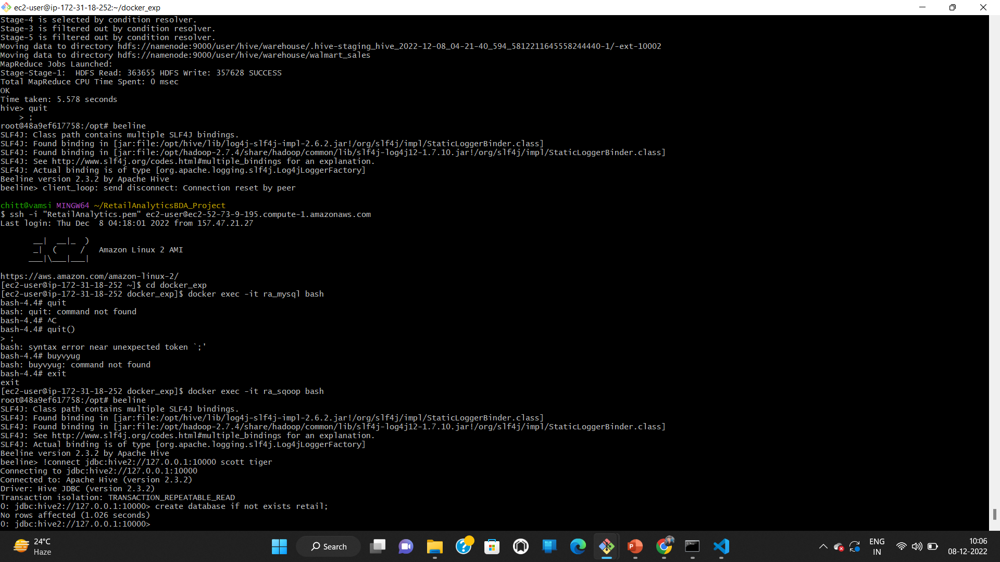 ec2-user@ip-172-31-18-252:~/docker_exp
Stage-4 is selected by condition resolver.
Stage-3 is filtered out by condition resolver.
Stage-5 is filtered out by condition resolver.
Moving data to directory hdfs://namenode:9000/user/hive/warehouse/.hive-staging_hive_2022-12-08_04-21-40_594_5812211645558244440-1/-ext-10002
Moving data to directory hdfs://namenode:9000/user/hive/warehouse/walmart_sales
MapReduce Jobs Launched:
Stage-Stage-1:  HDFS Read: 363655 HDFS Write: 357628 SUCCESS
Total MapReduce CPU Time Spent: 0 msec
OK
Time taken: 5.578 seconds
hive> quit
    > ;
root@48a9ef617758:/opt# beeline
SLF4J: Class path contains multiple SLF4J bindings.
SLF4J: Found binding in [jar:file:/opt/hive/lib/log4j-slf4j-impl-2.6.2.jar!/org/slf4j/impl/StaticLoggerBinder.class]
SLF4J: Found binding in [jar:file:/opt/hadoop-2.7.4/share/hadoop/common/lib/slf4j-log4j12-1.7.10.jar!/org/slf4j/impl/StaticLoggerBinder.class]
SLF4J: See http://www.slf4j.org/codes.html#multiple_bindings for an explanation.
SLF4J: Actual binding is of type [org.apache.logging.slf4j.Log4jLoggerFactory]
Beeline version 2.3.2 by Apache Hive
beeline> client_loop: send disconnect: Connection reset by peer
chitt@vamsi MINGW64 ~/RetailAnalyticsBDA_Project
$ ssh -i "RetailAnalytics.pem" ec2-user@ec2-52-73-9-195.compute-1.amazonaws.com
Last login: Thu Dec  8 04:18:01 2022 from 157.47.21.27
       __|  __|_  )
       _|  (     /   Amazon Linux 2 AMI
      ___|\___|___|
https://aws.amazon.com/amazon-linux-2/
[ec2-user@ip-172-31-18-252 ~]$ cd docker_exp
[ec2-user@ip-172-31-18-252 docker_exp]$ docker exec -it ra_mysql bash
bash-4.4# quit
bash: quit: command not found
bash-4.4# ^C
bash-4.4# quit()
> ;
bash: syntax error near unexpected token `;'
bash-4.4# buyvyug
bash: buyvyug: command not found
bash-4.4# exit
exit
[ec2-user@ip-172-31-18-252 docker_exp]$ docker exec -it ra_sqoop bash
root@48a9ef617758:/opt# beeline
SLF4J: Class path contains multiple SLF4J bindings.
SLF4J: Found binding in [jar:file:/opt/hive/lib/log4j-slf4j-impl-2.6.2.jar!/org/slf4j/impl/StaticLoggerBinder.class]
SLF4J: Found binding in [jar:file:/opt/hadoop-2.7.4/share/hadoop/common/lib/slf4j-log4j12-1.7.10.jar!/org/slf4j/impl/StaticLoggerBinder.class]
SLF4J: See http://www.slf4j.org/codes.html#multiple_bindings for an explanation.
SLF4J: Actual binding is of type [org.apache.logging.slf4j.Log4jLoggerFactory]
Beeline version 2.3.2 by Apache Hive
beeline> !connect jdbc:hive2://127.0.0.1:10000 scott tiger
Connecting to jdbc:hive2://127.0.0.1:10000
Connected to: Apache Hive (version 2.3.2)
Driver: Hive JDBC (version 2.3.2)
Transaction isolation: TRANSACTION_REPEATABLE_READ
0: jdbc:hive2://127.0.0.1:10000> create database if not exists retail;
No rows affected (1.026 seconds)
0: jdbc:hive2://127.0.0.1:10000>
24°C
Haze
Search
ENG
IN
10:06
08-12-2022